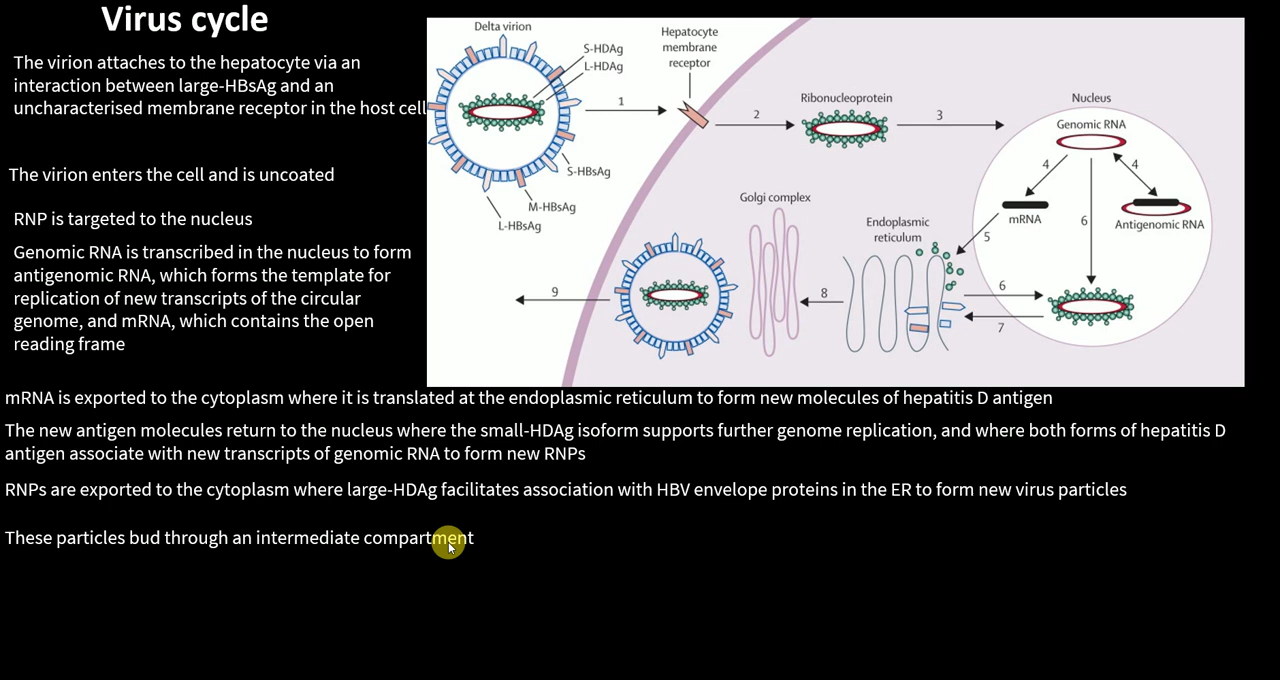 Virus cycle
The virion attaches to the hepatocyte via an
interaction between large-HBsAg and an
uncharacterised membrane receptor in the host cell
The virion enters the cell and is uncoated
RNP is targeted to the nucleus
Genomic RNA is transcribed in the nucleus to form
antigenomic RNA, which forms the template for
replication of new transcripts of the circular
genome, and mRNA, which contains the open
reading frame
Delta virion
S-HDAg
L-HDAg
Hepatocyte
membrane
receptor
1
2
Ribonucleoprotein
3
Nucleus
Genomic RNA
4
4
mRNA
Antigenomic RNA
5
6
S-HBsAg
M-HBsAg
L-HBsAg
Golgi complex
Endoplasmic
reticulum
6
7
8
9
mRNA is exported to the cytoplasm where it is translated at the endoplasmic reticulum to form new molecules of hepatitis D antigen
The new antigen molecules return to the nucleus where the small-HDAg isoform supports further genome replication, and where both forms of hepatitis D
antigen associate with new transcripts of genomic RNA to form new RNPs
RNPs are exported to the cytoplasm where large-HDAg facilitates association with HBV envelope proteins in the ER to form new virus particles
These particles bud through an intermediate compartment